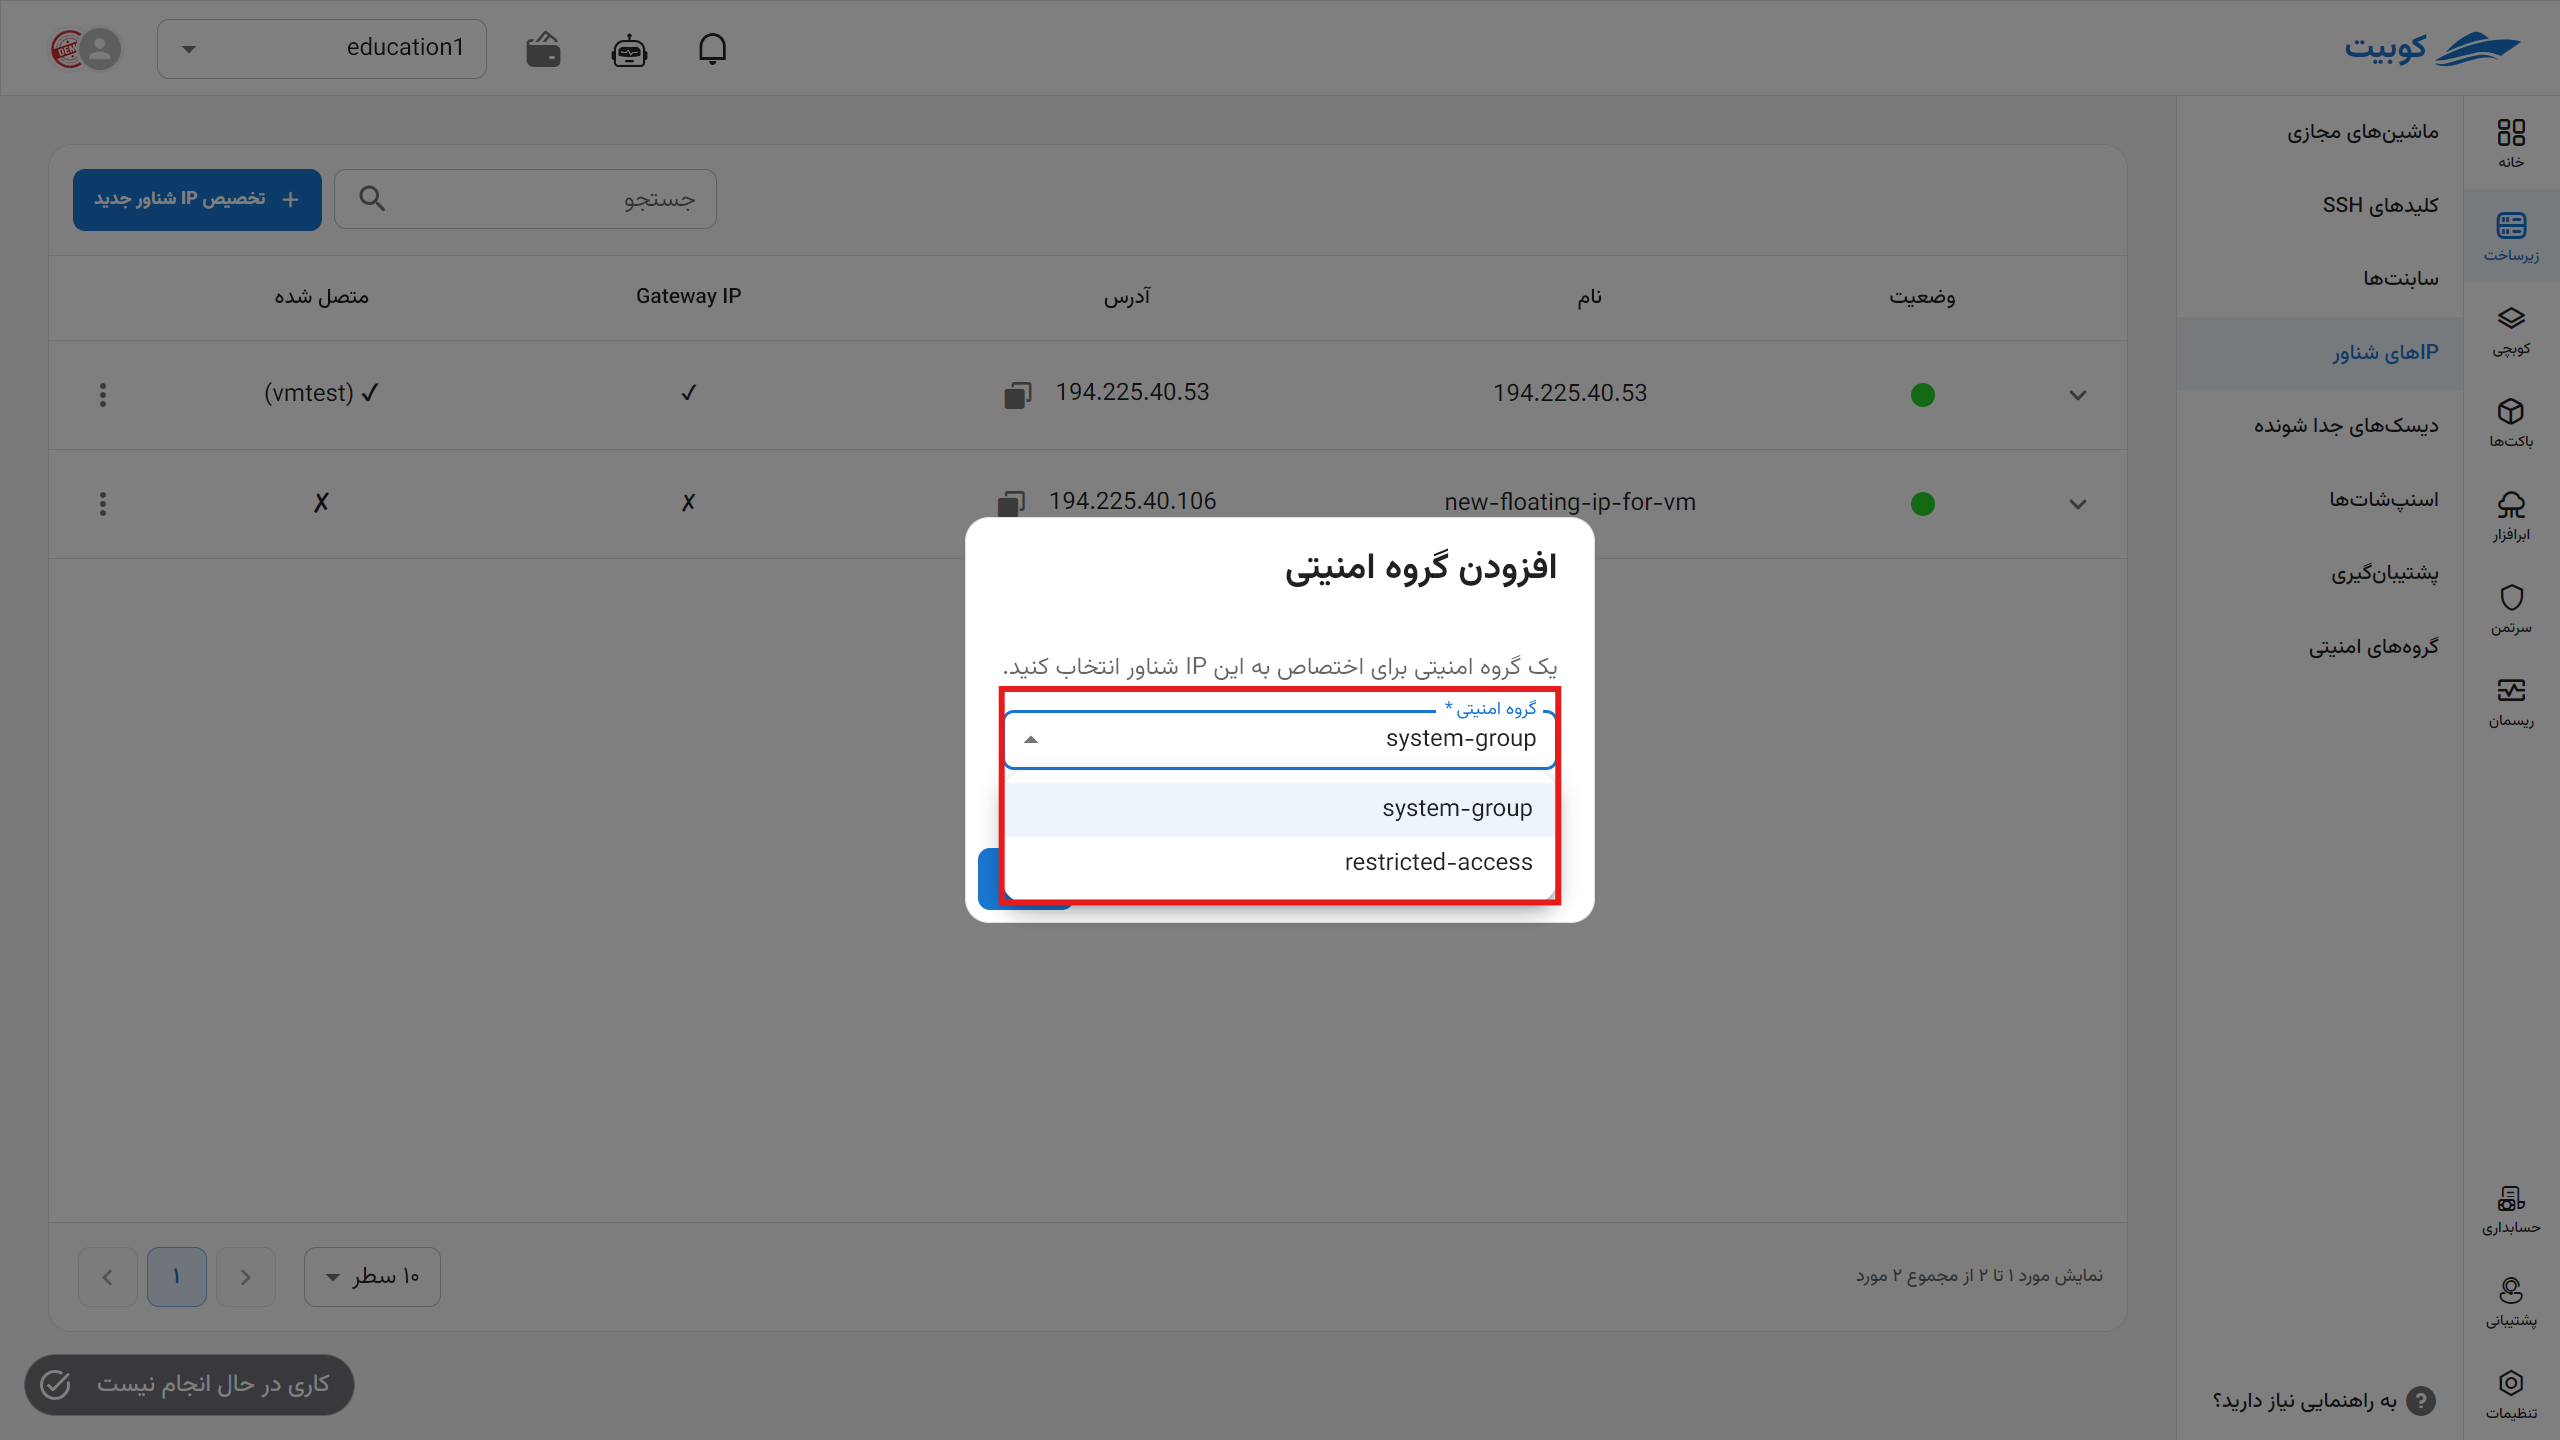 کوبیت
education1
خانه
زیرساخت
کوبچی
باکت‌ها
ابرافزار
سرتمن
ریسمان
حسابداری
پشتیبانی
تنظیمات
ماشین‌های مجازی
کلیدهای SSH
سابنت‌ها
IPهای شناور
دیسک‌های جدا شونده
اسنپ‌شات‌ها
پشتیبان‌گیری
گروه‌های امنیتی
به راهنمایی نیاز دارید؟
جستجو
تخصیص IP شناور جدید
وضعیت نام آدرس Gateway IP متصل شده
194.225.40.53 194.225.40.53 ✓ ✓ (vmtest)
new-floating-ip-for-vm 194.225.40.106 ✗ ✗
افزودن گروه امنیتی
یک گروه امنیتی برای اختصاص به این IP شناور انتخاب کنید.
گروه امنیتی *
system-group
system-group
restricted-access
نمایش مورد ۱ تا ۲ از مجموع ۲ مورد
۱۰ سطر
۱
کاری در حال انجام نیست